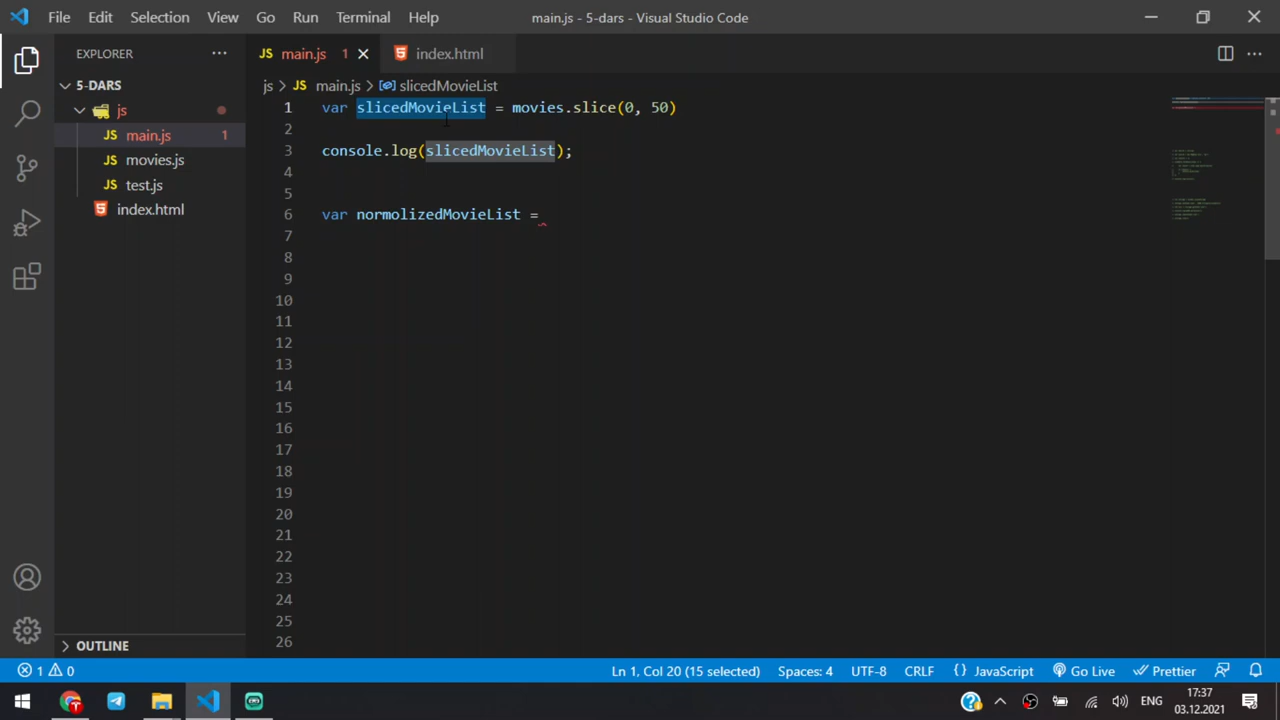 File Edit Selection View Go Run Terminal Help main.js - 5-dars - Visual Studio Code
EXPLORER
main.js 1 index.html
5-DARS
js > JS main.js > slicedMovieList
js
JS main.js 1
JS movies.js
JS test.js
index.html
1 var slicedMovieList = movies.slice(0, 50)
2
3 console.log(slicedMovieList);
4
5
6 var normolizedMovieList =
7
8
9
10
11
12
13
14
15
16
17
18
19
20
21
22
23
24
25
26
OUTLINE
1 0 Ln 1, Col 20 (15 selected) Spaces: 4 UTF-8 CRLF {} JavaScript Go Live Prettier
ENG 17:37
03.12.2021